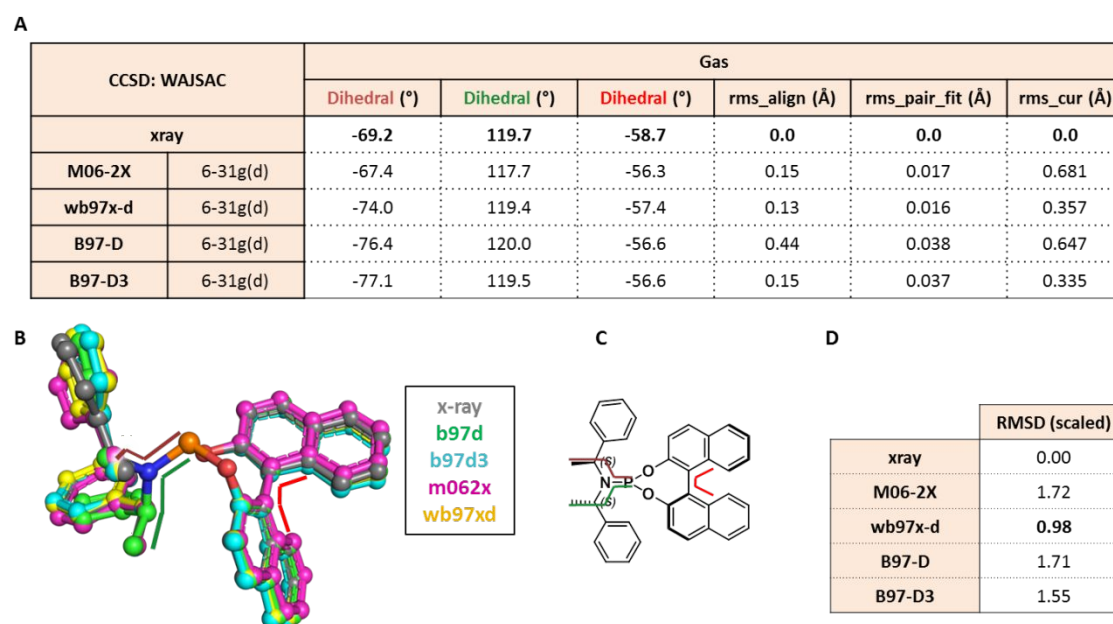 A
CCSD: WAJSAC
Gas
Dihedral (°) Dihedral (°) Dihedral (°) rms_align (Å) rms_pair_fit (Å) rms_cur (Å)
xray -69.2 119.7 -58.7 0.0 0.0 0.0
M06-2X 6-31g(d) -67.4 117.7 -56.3 0.15 0.017 0.681
wb97x-d 6-31g(d) -74.0 119.4 -57.4 0.13 0.016 0.357
B97-D 6-31g(d) -76.4 120.0 -56.6 0.44 0.038 0.647
B97-D3 6-31g(d) -77.1 119.5 -56.6 0.15 0.037 0.335
B
x-ray
b97d
b97d3
m062x
wb97xd
C
(S)
O
N=P
O
(S)
D
RMSD (scaled)
xray 0.00
M06-2X 1.72
wb97x-d 0.98
B97-D 1.71
B97-D3 1.55